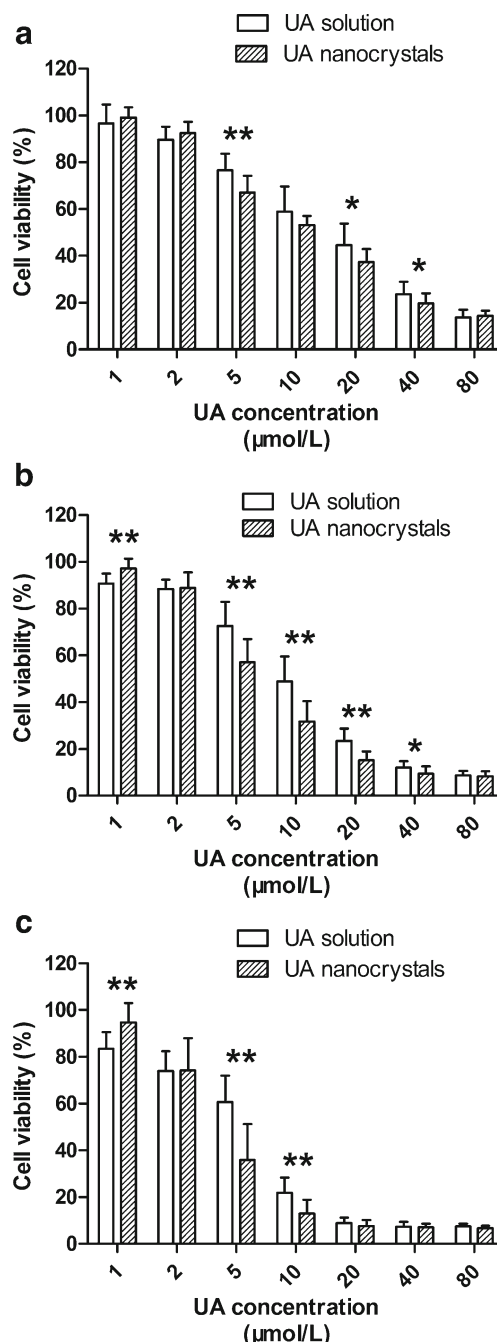 a
UA solution
UA nanocrystals
Cell viability (%)
120
100
80
60
40
20
0
** * *
1 2 5 10 20 40 80
UA concentration
(µmol/L)
b
UA solution
UA nanocrystals
Cell viability (%)
120
100
80
60
40
20
0
** ** ** ** *
1 2 5 10 20 40 80
UA concentration
(µmol/L)
c
UA solution
UA nanocrystals
Cell viability (%)
120
100
80
60
40
20
0
** ** **
1 2 5 10 20 40 80
UA concentration
(µmol/L)